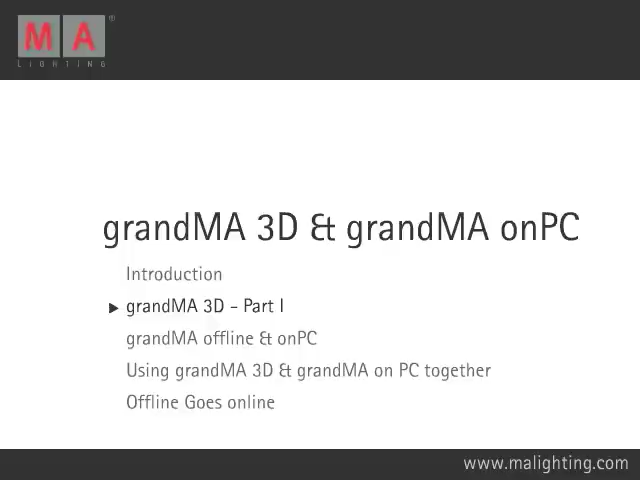 MA®
LIGHTING
grandMA 3D & grandMA onPC
Introduction
grandMA 3D - Part I
grandMA offline & onPC
Using grandMA 3D & grandMA on PC together
Offline Goes online
www.malighting.com